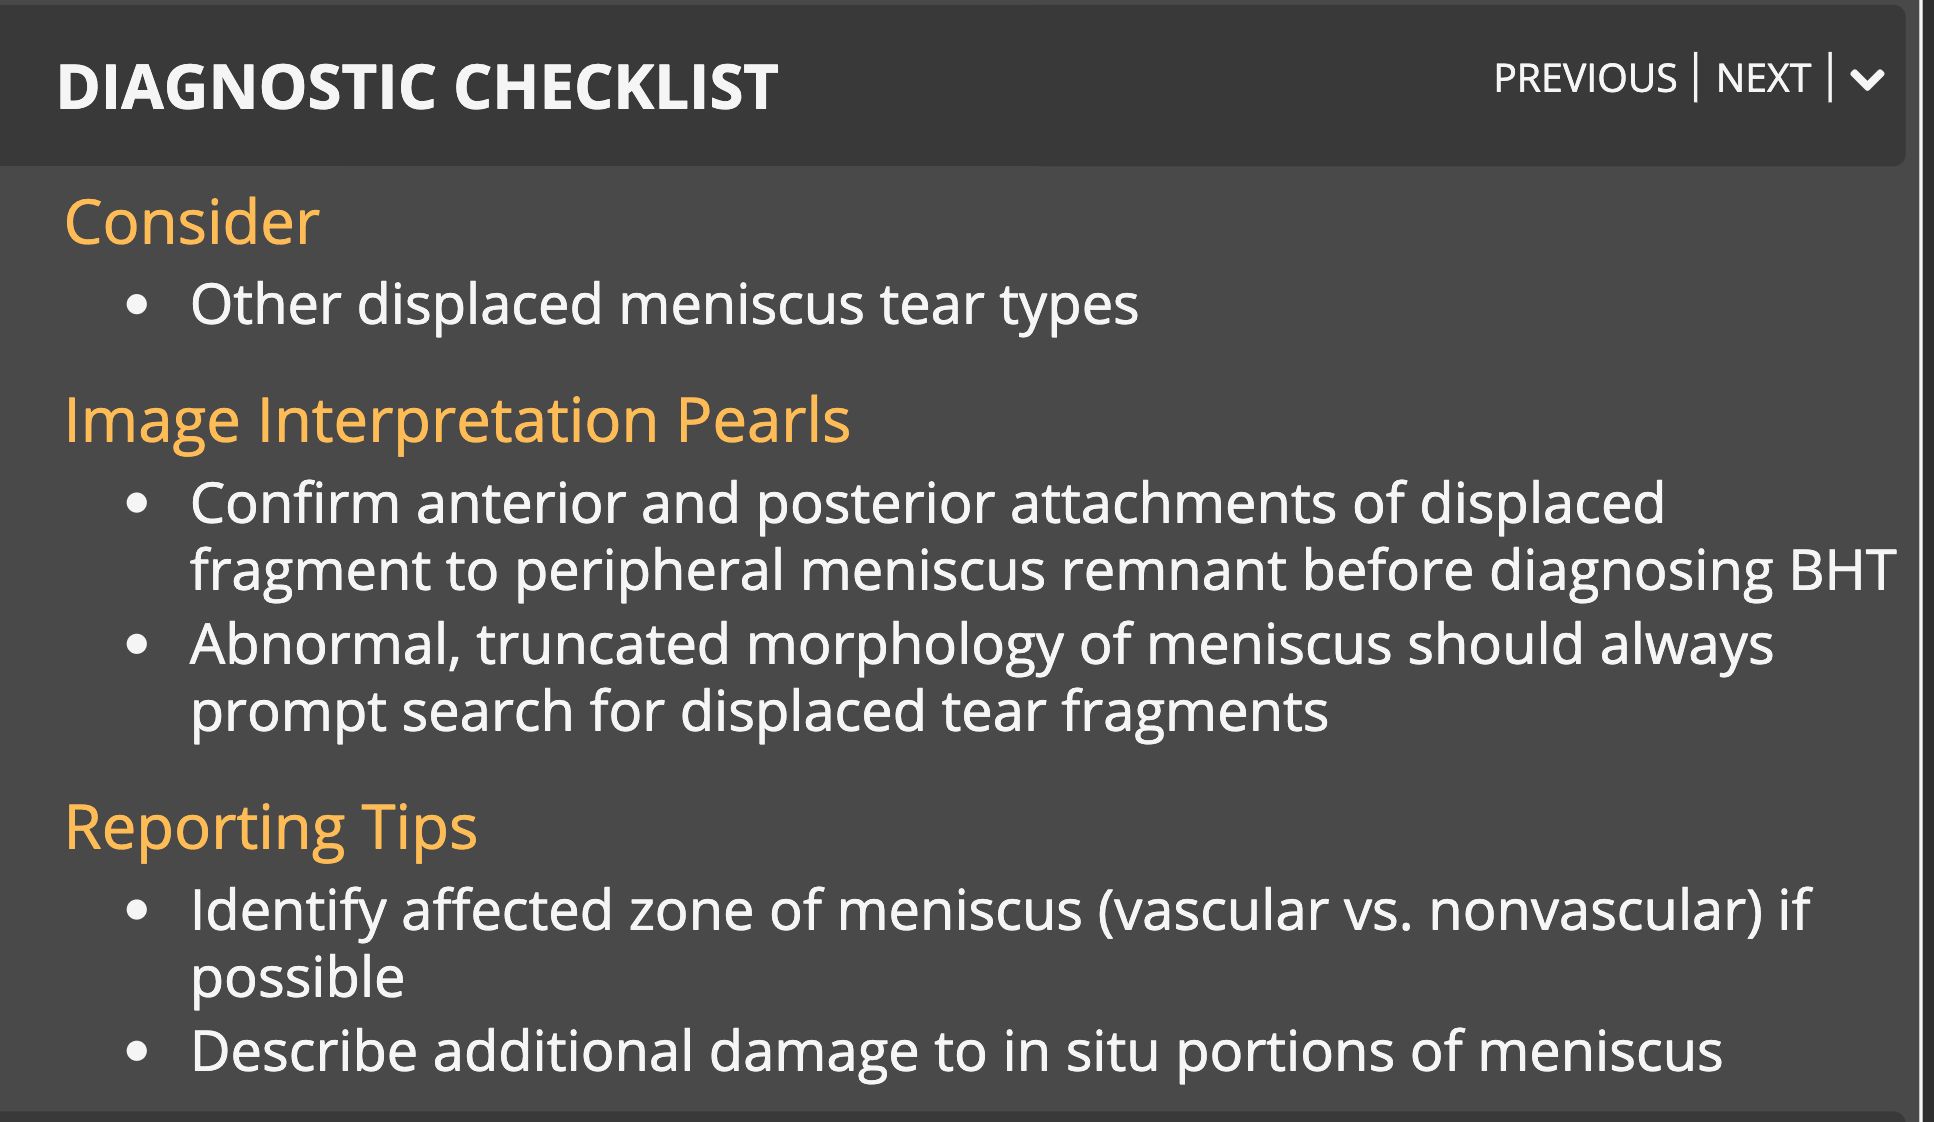 DIAGNOSTIC CHECKLIST
PREVIOUS | NEXT |
Consider
• Other displaced meniscus tear types
Image Interpretation Pearls
• Confirm anterior and posterior attachments of displaced
fragment to peripheral meniscus remnant before diagnosing BHT
• Abnormal, truncated morphology of meniscus should always
prompt search for displaced tear fragments
Reporting Tips
• Identify affected zone of meniscus (vascular vs. nonvascular) if
possible
• Describe additional damage to in situ portions of meniscus